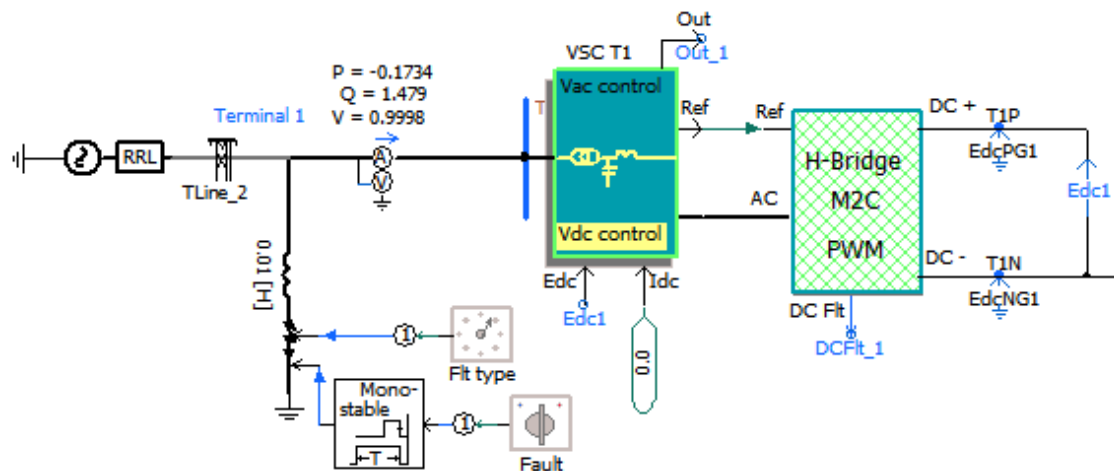 Out
Out_1
VSC T1
P = -0.1734
Q = 1.479
V = 0.9998
Terminal 1
T
Vac control
Ref
Ref
DC +
T1P
EdcPG1
RRL
A
V
TLine_2
H-Bridge
M2C
PWM
Edc1
AC
Vdc control
DC -
T1N
EdcNG1
0.01 [H]
Edc
Idc
Edc1
DC Flt
DCFlt_1
0.0
1
Flt type
Mono-
stable
T
1
Fault